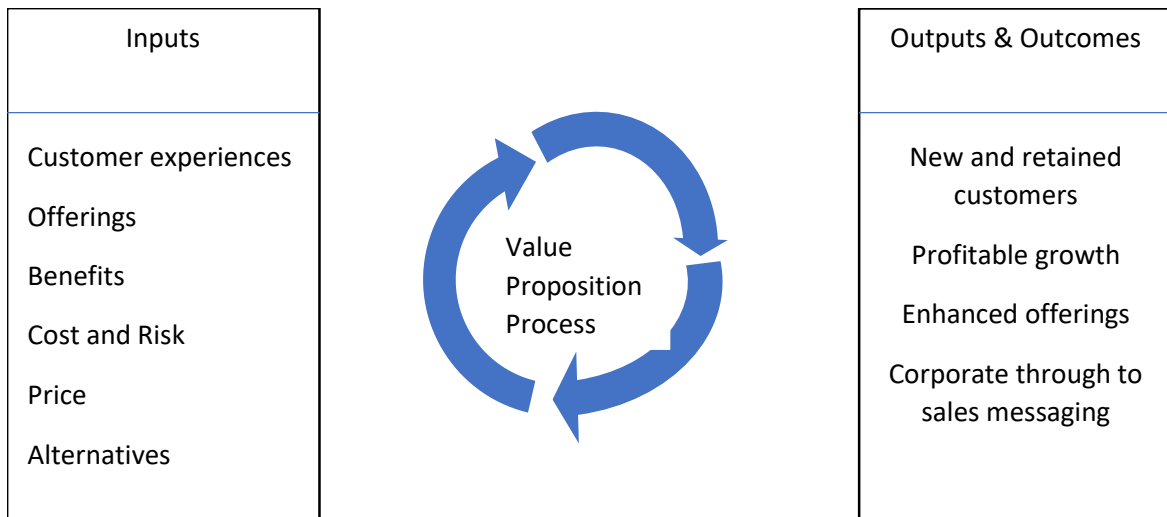 Inputs
Customer experiences
Offerings
Benefits
Cost and Risk
Price
Alternatives
Value
Proposition
Process
Outputs & Outcomes
New and retained
customers
Profitable growth
Enhanced offerings
Corporate through to
sales messaging